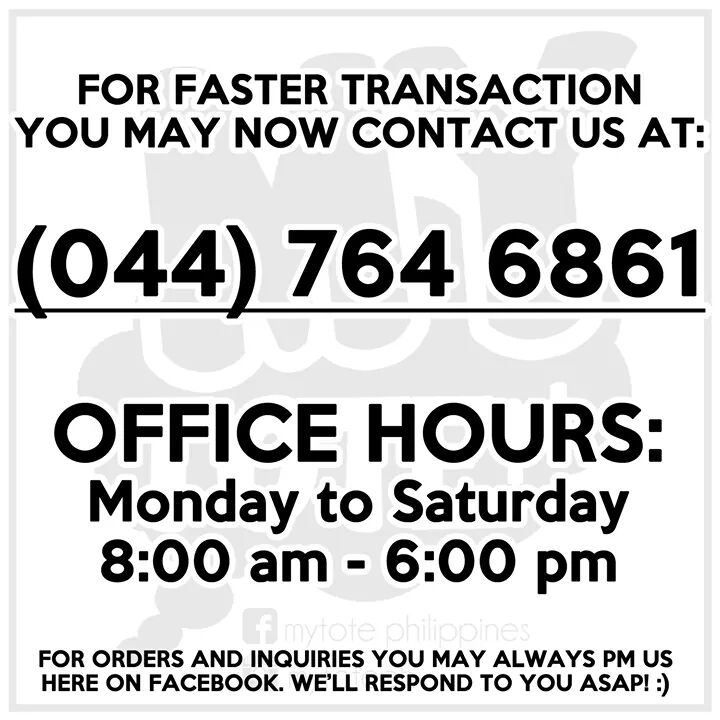 FOR FASTER TRANSACTION
YOU MAY NOW CONTACT US AT:
(044) 764 6861
OFFICE HOURS:
Monday to Saturday
8:00 am - 6:00 pm
mytote philippines
FOR ORDERS AND INQUIRIES YOU MAY ALWAYS PM US
HERE ON FACEBOOK. WE'LL RESPOND TO YOU ASAP! :)